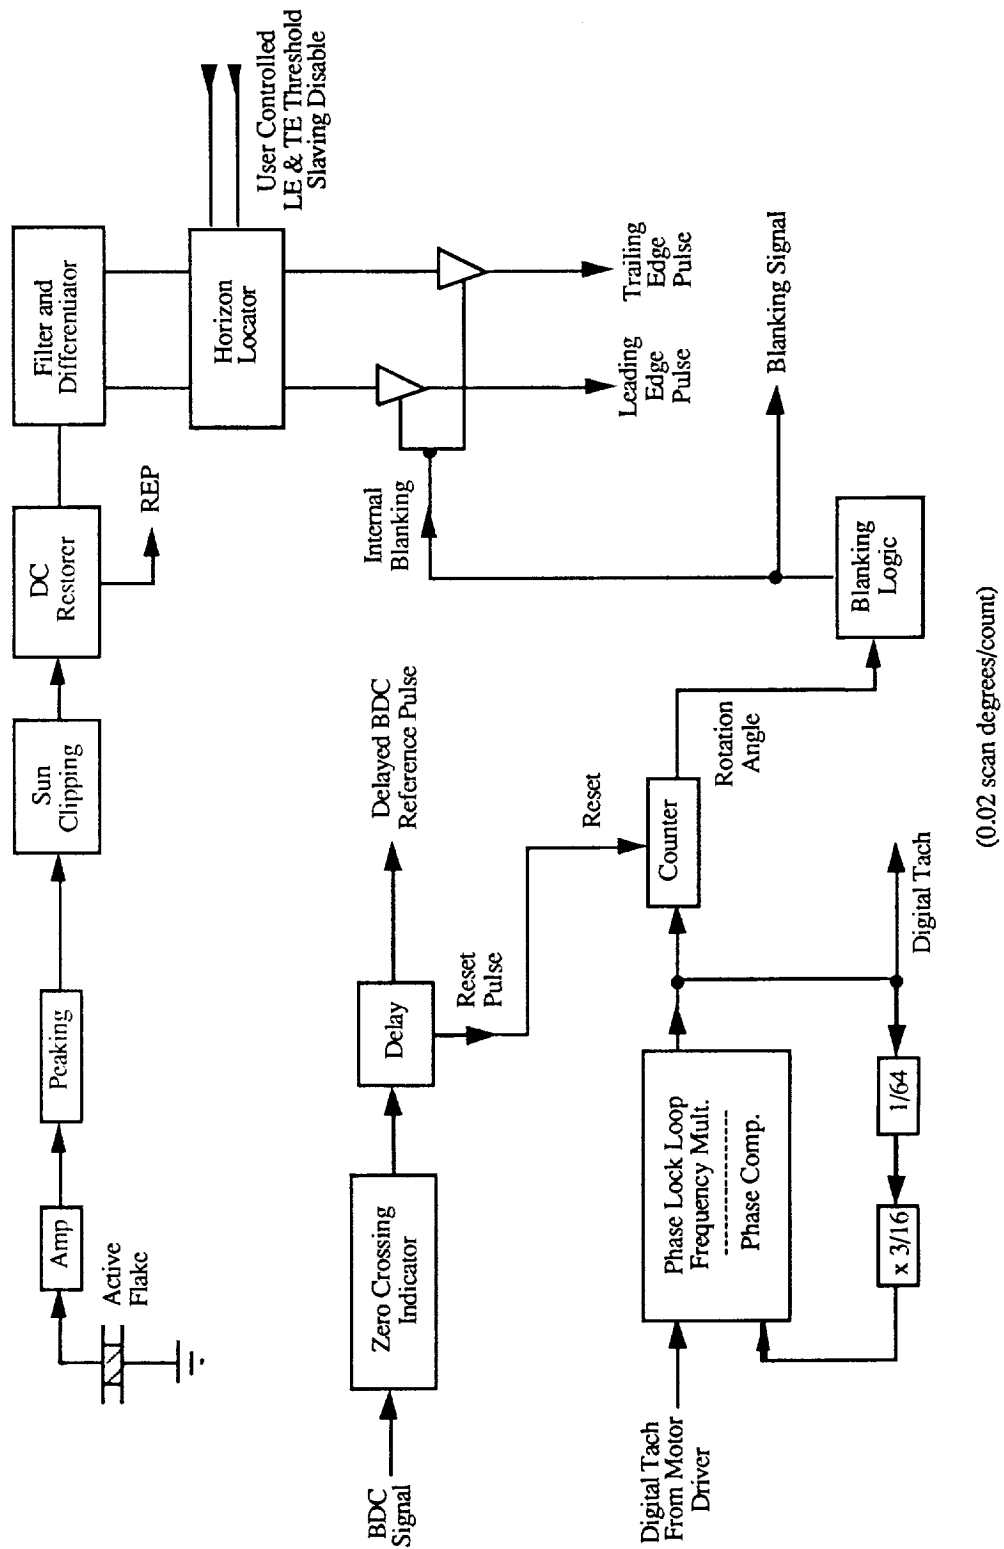 Active
Flake
Amp
Peaking
Sun
Clipping
DC
Restorer
REP
Filter and
Differentiator
Horizon
Locator
User Controlled
LE & TE Threshold
Slaving Disable
BDC
Signal
Zero Crossing
Indicator
Delay
Delayed BDC
Reference Pulse
Reset
Pulse
Reset
Internal
Blanking
Leading
Edge
Pulse
Trailing
Edge
Pulse
Digital Tach
From Motor
Driver
Phase Lock Loop
Frequency Mult.
--------------
Phase Comp.
Counter
Rotation
Angle
Blanking
Logic
Blanking Signal
x 3/16
1/64
Digital Tach
(0.02 scan degrees/count)